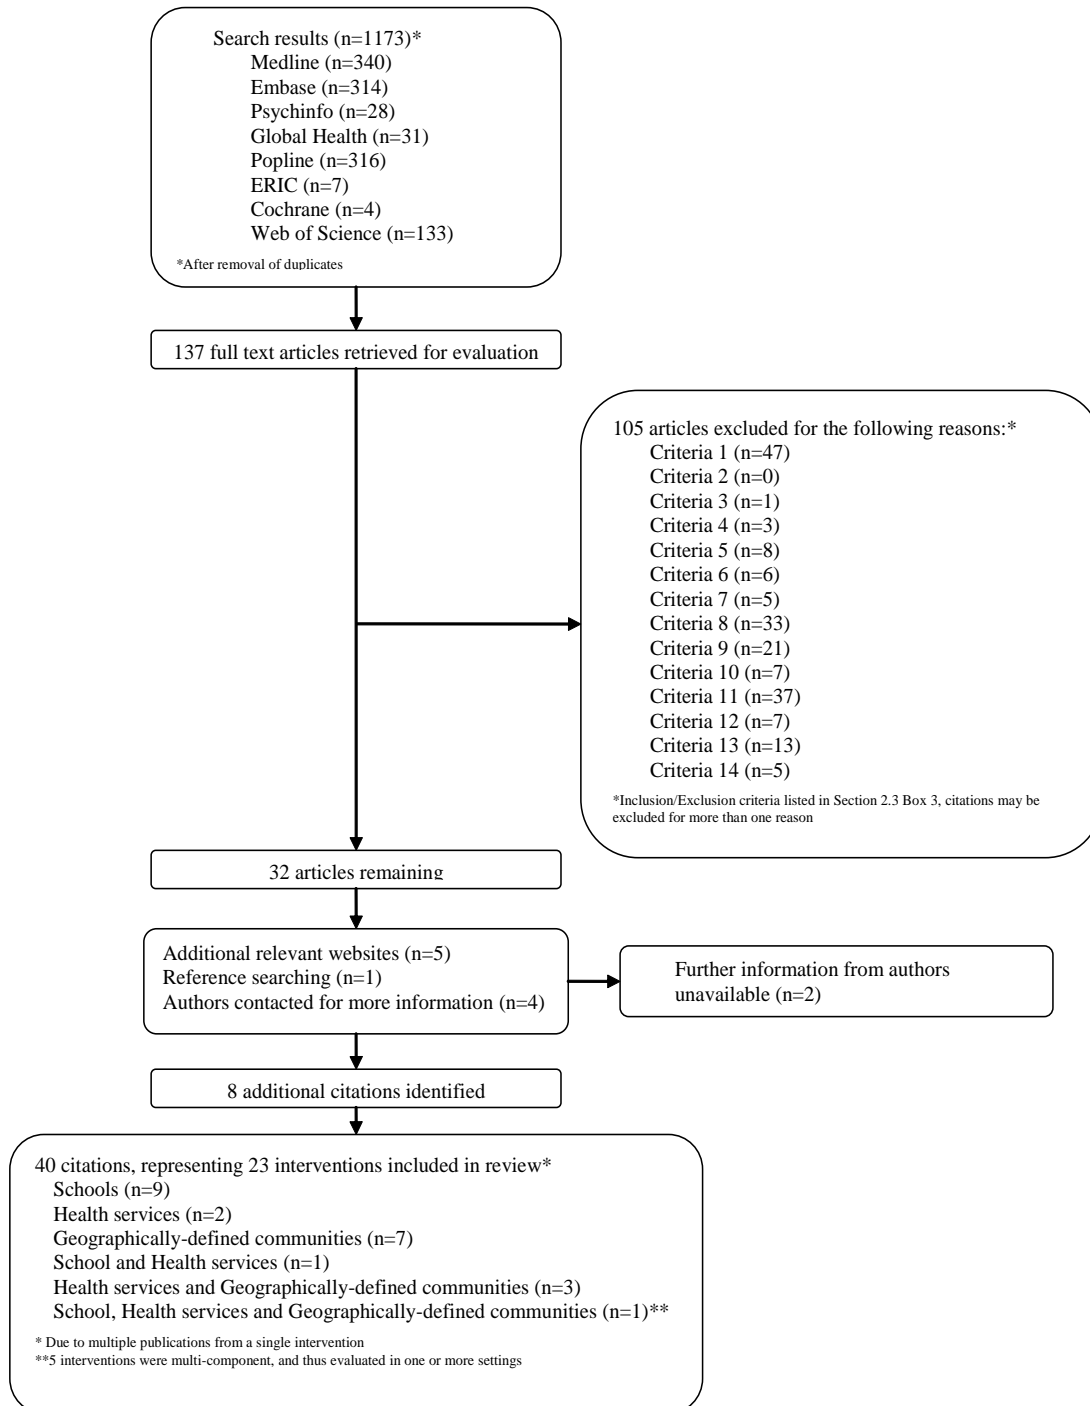 Search results (n=1173)*
Medline (n=340)
Embase (n=314)
Psychinfo (n=28)
Global Health (n=31)
Popline (n=316)
ERIC (n=7)
Cochrane (n=4)
Web of Science (n=133)
*After removal of duplicates
137 full text articles retrieved for evaluation
105 articles excluded for the following reasons:*
Criteria 1 (n=47)
Criteria 2 (n=0)
Criteria 3 (n=1)
Criteria 4 (n=3)
Criteria 5 (n=8)
Criteria 6 (n=6)
Criteria 7 (n=5)
Criteria 8 (n=33)
Criteria 9 (n=21)
Criteria 10 (n=7)
Criteria 11 (n=37)
Criteria 12 (n=7)
Criteria 13 (n=13)
Criteria 14 (n=5)
*Inclusion/Exclusion criteria listed in Section 2.3 Box 3, citations may be
excluded for more than one reason
32 articles remaining
Additional relevant websites (n=5)
Reference searching (n=1)
Authors contacted for more information (n=4)
Further information from authors
unavailable (n=2)
8 additional citations identified
40 citations, representing 23 interventions included in review*
Schools (n=9)
Health services (n=2)
Geographically-defined communities (n=7)
School and Health services (n=1)
Health services and Geographically-defined communities (n=3)
School, Health services and Geographically-defined communities (n=1)**
* Due to multiple publications from a single intervention
**5 interventions were multi-component, and thus evaluated in one or more settings